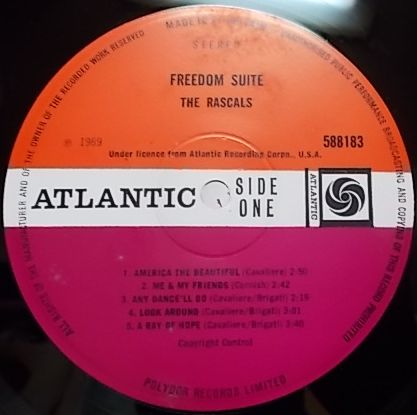 MADE IN
STEREO
FREEDOM SUITE
THE RASCALS
℗ 1969
588183
Under licence from Atlantic Recording Corpn., U.S.A.
ATLANTIC
SIDE
ONE
ATLANTIC
1. AMERICA THE BEAUTIFUL (Cavaliere) 2:50
2. ME & MY FRIENDS (Cornish) 2:42
3. ANY DANCE'LL DO (Cavaliere/Brigati) 2:19
4. LOOK AROUND (Cavaliere/Brigati) 3:01
5. A RAY OF HOPE (Cavaliere/Brigati) 3:40
Copyright Control
POLYDOR RECORDS LIMITED
ALL RIGHTS OF THE MANUFACTURER AND OF THE OWNER OF THE RECORDED WORK RESERVED
UNAUTHORISED PUBLIC PERFORMANCE BROADCASTING AND COPYING OF THIS RECORD PROHIBITED